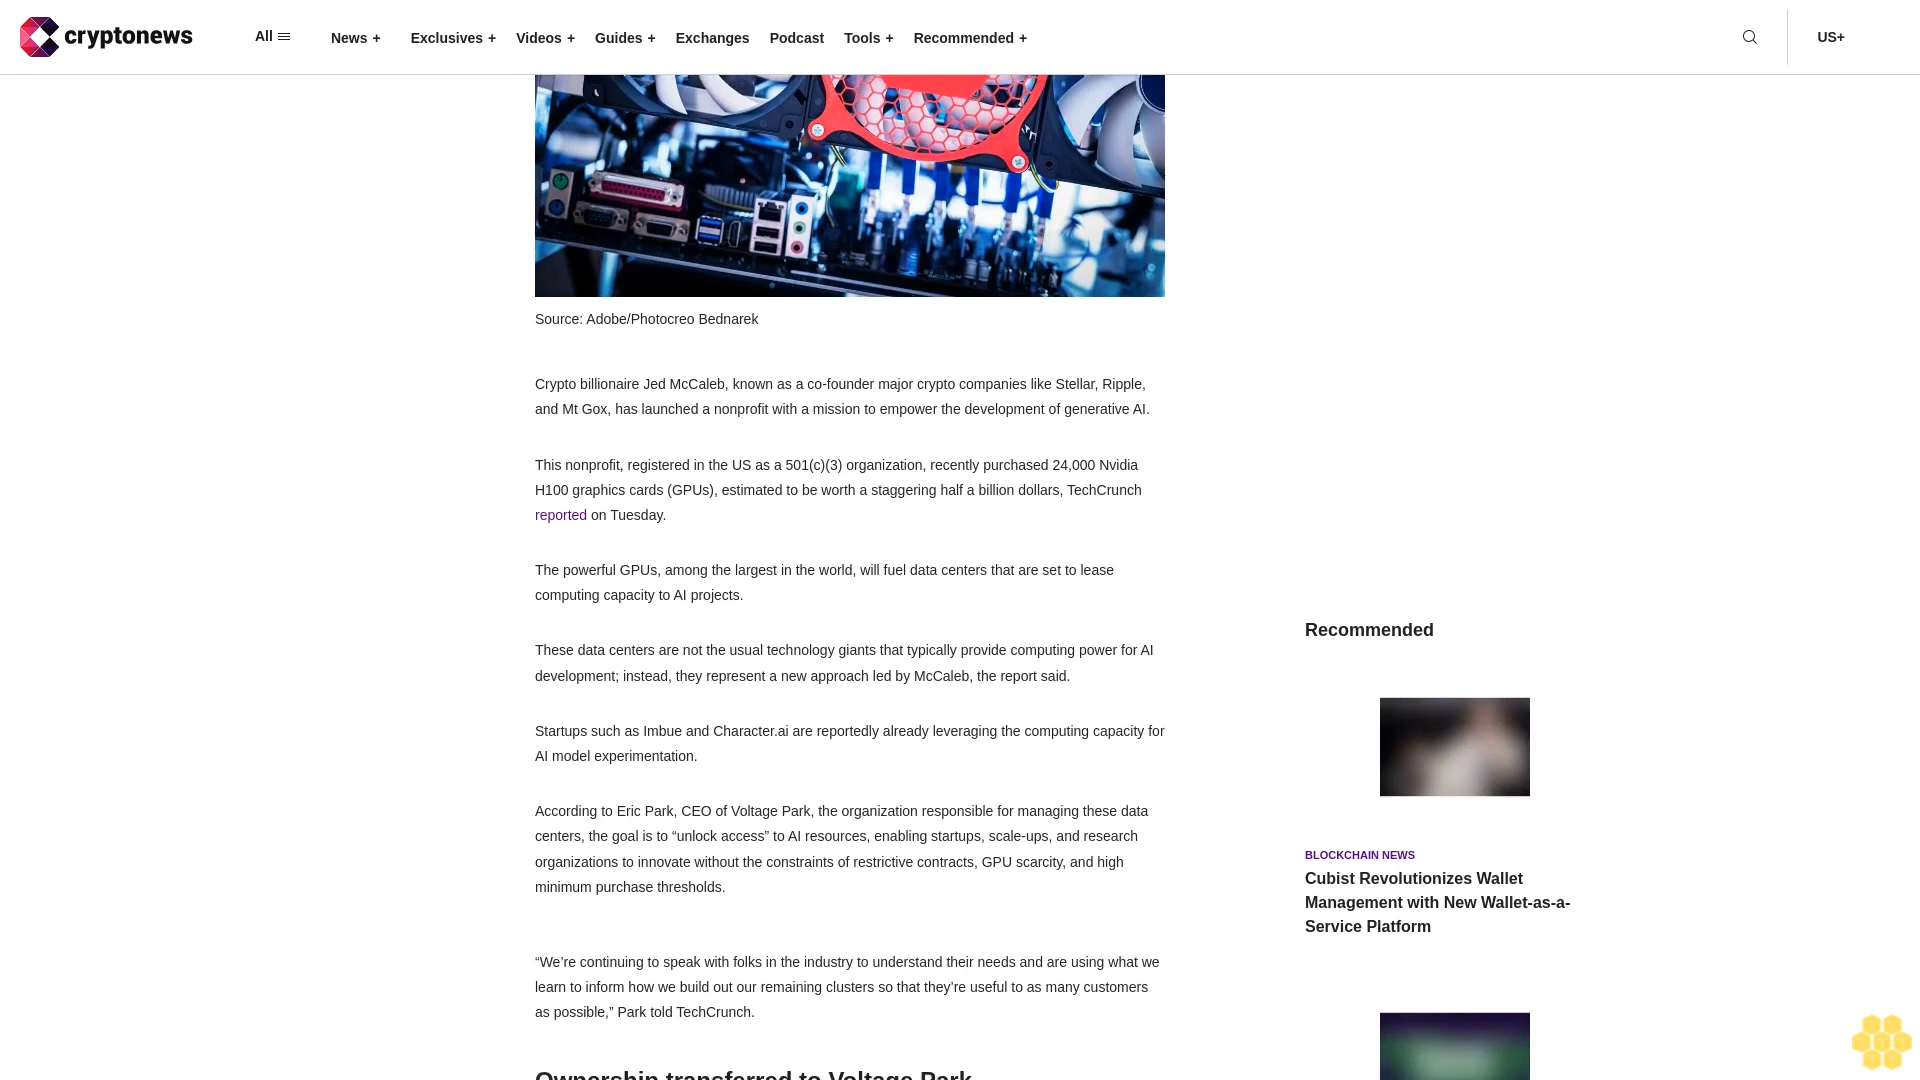 cryptonews
All
News +
Exclusives +
Videos +
Guides +
Exchanges
Podcast
Tools +
Recommended +
US+
Source: Adobe/Photocreo Bednarek
Crypto billionaire Jed McCaleb, known as a co-founder major crypto companies like Stellar, Ripple,
and Mt Gox, has launched a nonprofit with a mission to empower the development of generative AI.
This nonprofit, registered in the US as a 501(c)(3) organization, recently purchased 24,000 Nvidia
H100 graphics cards (GPUs), estimated to be worth a staggering half a billion dollars, TechCrunch
reported on Tuesday.
The powerful GPUs, among the largest in the world, will fuel data centers that are set to lease
computing capacity to AI projects.
These data centers are not the usual technology giants that typically provide computing power for AI
development; instead, they represent a new approach led by McCaleb, the report said.
Startups such as Imbue and Character.ai are reportedly already leveraging the computing capacity for
AI model experimentation.
According to Eric Park, CEO of Voltage Park, the organization responsible for managing these data
centers, the goal is to “unlock access” to AI resources, enabling startups, scale-ups, and research
organizations to innovate without the constraints of restrictive contracts, GPU scarcity, and high
minimum purchase thresholds.
“We’re continuing to speak with folks in the industry to understand their needs and are using what we
learn to inform how we build out our remaining clusters so that they’re useful to as many customers
as possible,” Park told TechCrunch.
Ownership transferred to Voltage Park
Recommended
BLOCKCHAIN NEWS
Cubist Revolutionizes Wallet
Management with New Wallet-as-a-
Service Platform